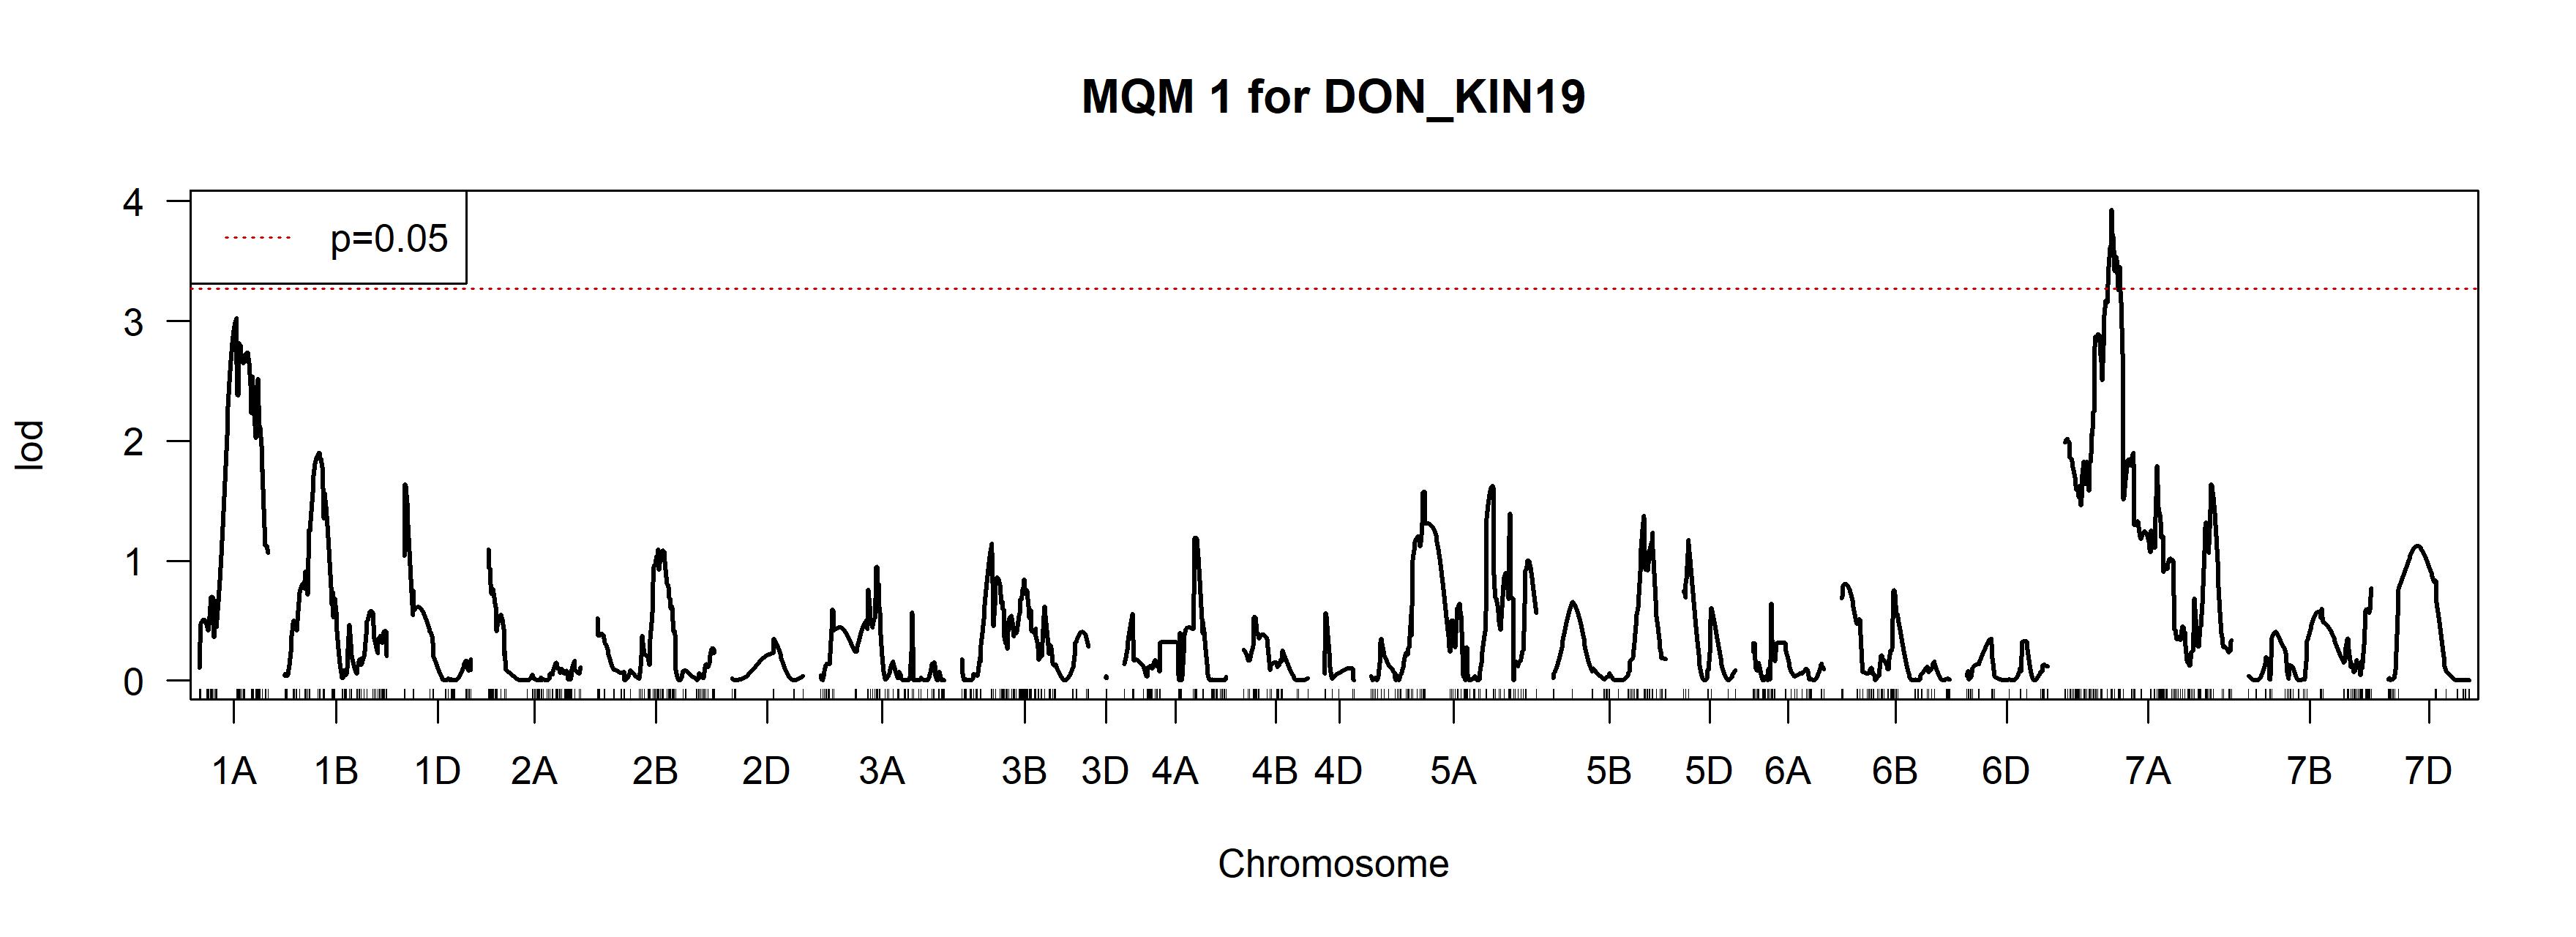 MQM 1 for DON_KIN19
4
p=0.05
3
2
1
0
lod
1A 1B 1D 2A 2B 2D 3A 3B 3D 4A 4B 4D 5A 5B 5D 6A 6B 6D 7A 7B 7D
Chromosome